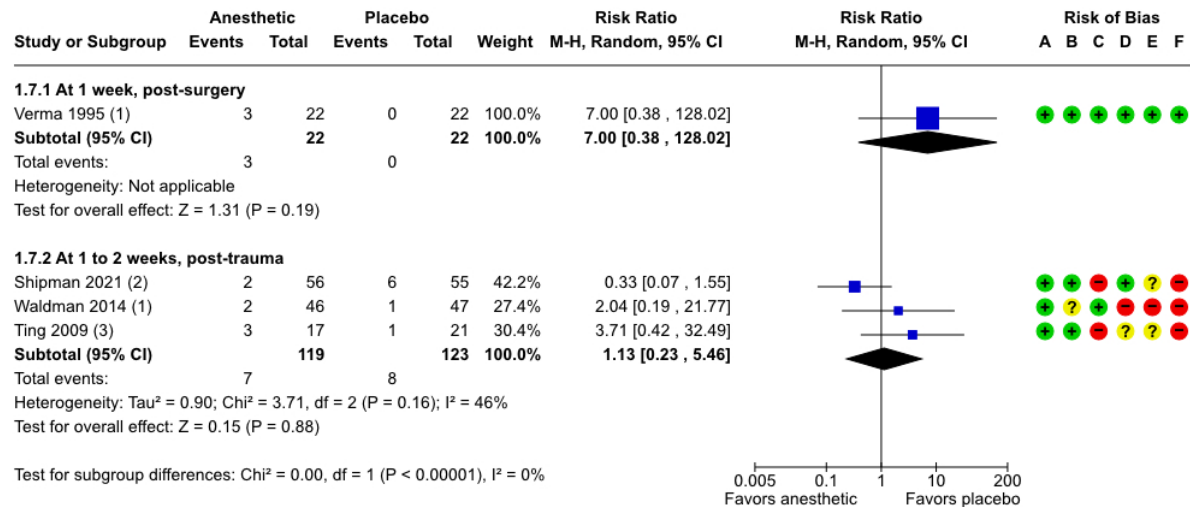 Anesthetic Placebo Risk Ratio Risk Ratio Risk of Bias
Study or Subgroup Events Total Events Total Weight M-H, Random, 95% CI M-H, Random, 95% CI A B C D E F
1.7.1 At 1 week, post-surgery
Verma 1995 (1) 3 22 0 22 100.0% 7.00 [0.38 , 128.02] + + + + + +
Subtotal (95% CI) 22 22 100.0% 7.00 [0.38 , 128.02]
Total events: 3 0
Heterogeneity: Not applicable
Test for overall effect: Z = 1.31 (P = 0.19)
1.7.2 At 1 to 2 weeks, post-trauma
Shipman 2021 (2) 2 56 6 55 42.2% 0.33 [0.07 , 1.55] + + − + ? −
Waldman 2014 (1) 2 46 1 47 27.4% 2.04 [0.19 , 21.77] + ? + − − −
Ting 2009 (3) 3 17 1 21 30.4% 3.71 [0.42 , 32.49] + + − ? ? −
Subtotal (95% CI) 119 123 100.0% 1.13 [0.23 , 5.46]
Total events: 7 8
Heterogeneity: Tau² = 0.90; Chi² = 3.71, df = 2 (P = 0.16); I² = 46%
Test for overall effect: Z = 0.15 (P = 0.88)
Test for subgroup differences: Chi² = 0.00, df = 1 (P < 0.00001), I² = 0%
0.005 0.1 1 10 200
Favors anesthetic Favors placebo